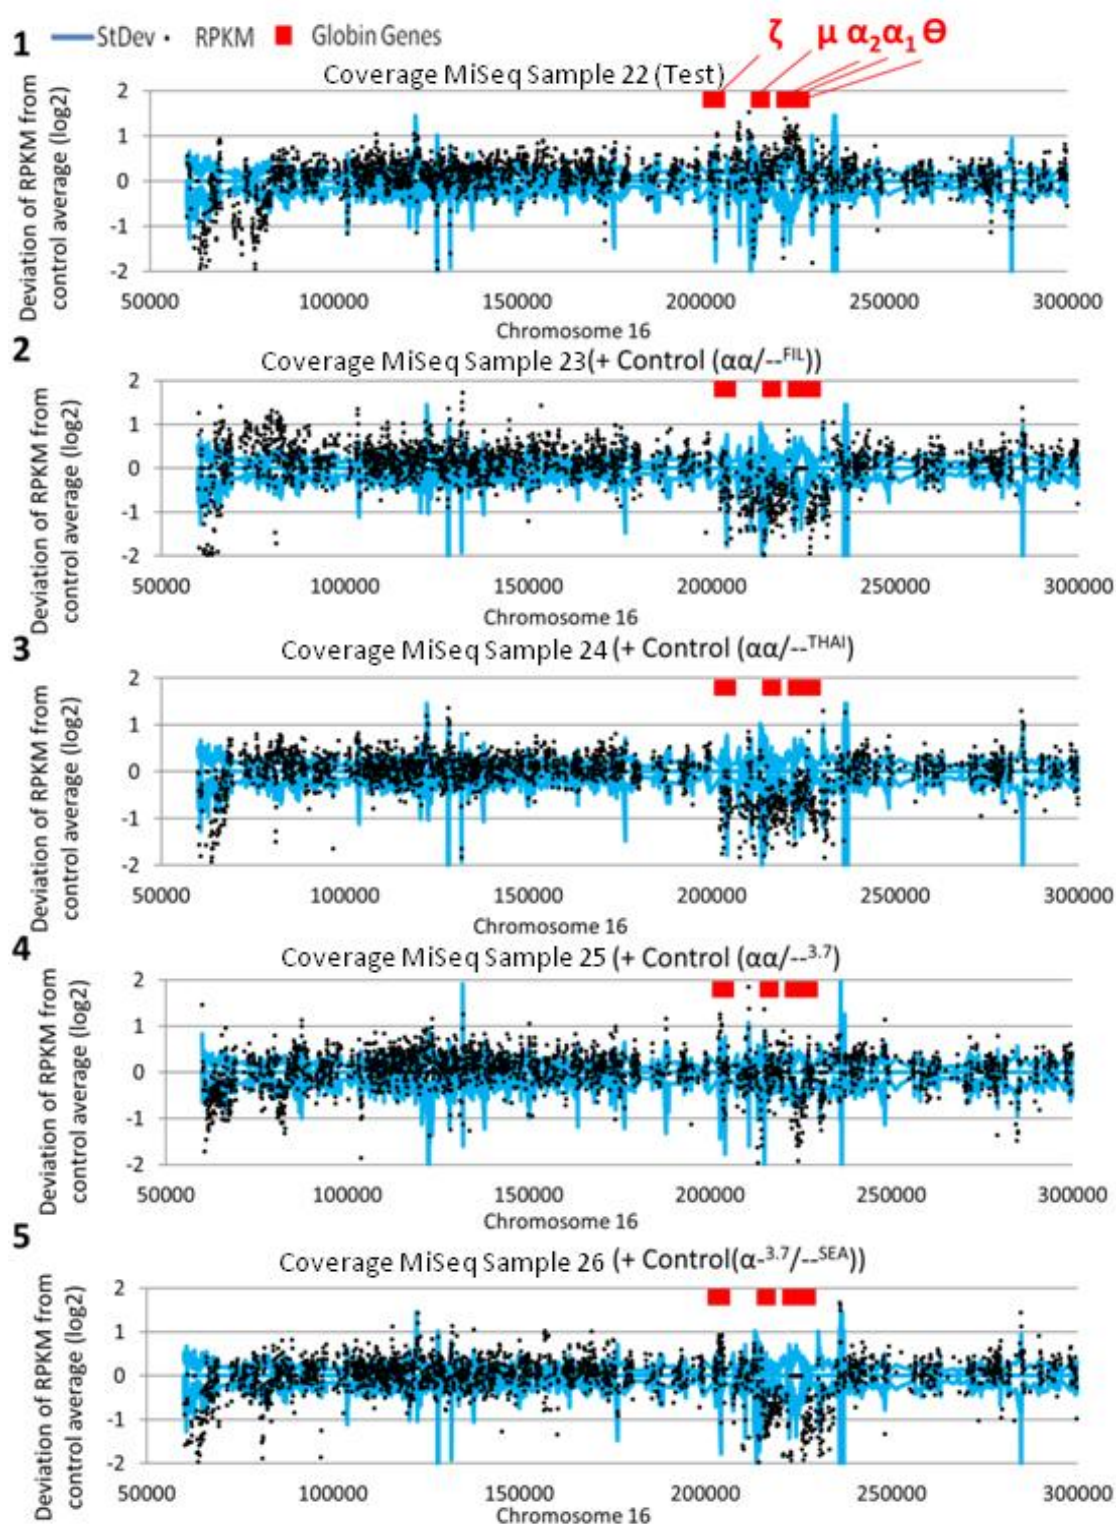 1 StDev • RPKM Globin Genes ζ μ α₂α₁ Θ
Coverage MiSeq Sample 22 (Test)
Deviation of RPKM from
control average (log2)
2
1
0
-1
-2
50000 100000 150000 200000 250000 300000
Chromosome 16
2
Coverage MiSeq Sample 23(+ Control (αα/--ᶠᴵᴸ))
Deviation of RPKM from
control average (log2)
2
1
0
-1
-2
50000 100000 150000 200000 250000 300000
Chromosome 16
3
Coverage MiSeq Sample 24 (+ Control (αα/--ᵀᴴᴬᴵ)
Deviation of RPKM from
control average (log2)
2
1
0
-1
-2
50000 100000 150000 200000 250000 300000
Chromosome 16
4
Coverage MiSeq Sample 25 (+ Control (αα/--³·⁷)
Deviation of RPKM from
control average (log2)
2
1
0
-1
-2
50000 100000 150000 200000 250000 300000
Chromosome 16
5
Coverage MiSeq Sample 26 (+ Control(α-³·⁷/--ˢᴱᴬ))
Deviation of RPKM from
control average (log2)
2
1
0
-1
-2
50000 100000 150000 200000 250000 300000
Chromosome 16